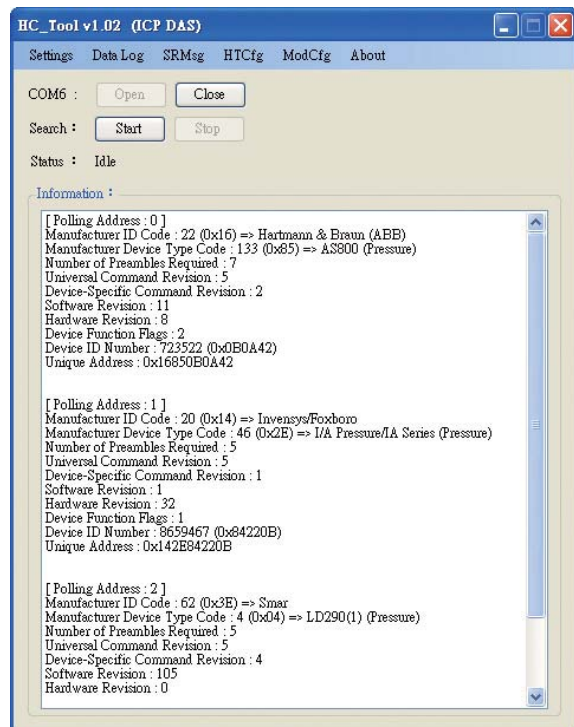 HC_Tool v1.02 (ICP DAS)
Settings Data Log SRMsg HTCfg ModCfg About
COM6 : Open Close
Search : Start Stop
Status : Idle
Information :
[ Polling Address : 0 ]
Manufacturer ID Code : 22 (0x16) => Hartmann & Braun (ABB)
Manufacturer Device Type Code : 133 (0x85) => AS800 (Pressure)
Number of Preambles Required : 7
Universal Command Revision : 5
Device-Specific Command Revision : 2
Software Revision : 11
Hardware Revision : 8
Device Function Flags : 2
Device ID Number : 723522 (0x0B0A42)
Unique Address : 0x16850B0A42
[ Polling Address : 1 ]
Manufacturer ID Code : 20 (0x14) => Invensys/Foxboro
Manufacturer Device Type Code : 46 (0x2E) => I/A Pressure/IA Series (Pressure)
Number of Preambles Required : 5
Universal Command Revision : 5
Device-Specific Command Revision : 1
Software Revision : 1
Hardware Revision : 32
Device Function Flags : 1
Device ID Number : 8659467 (0x84220B)
Unique Address : 0x142E84220B
[ Polling Address : 2 ]
Manufacturer ID Code : 62 (0x3E) => Smar
Manufacturer Device Type Code : 4 (0x04) => LD290(1) (Pressure)
Number of Preambles Required : 5
Universal Command Revision : 5
Device-Specific Command Revision : 4
Software Revision : 105
Hardware Revision : 0